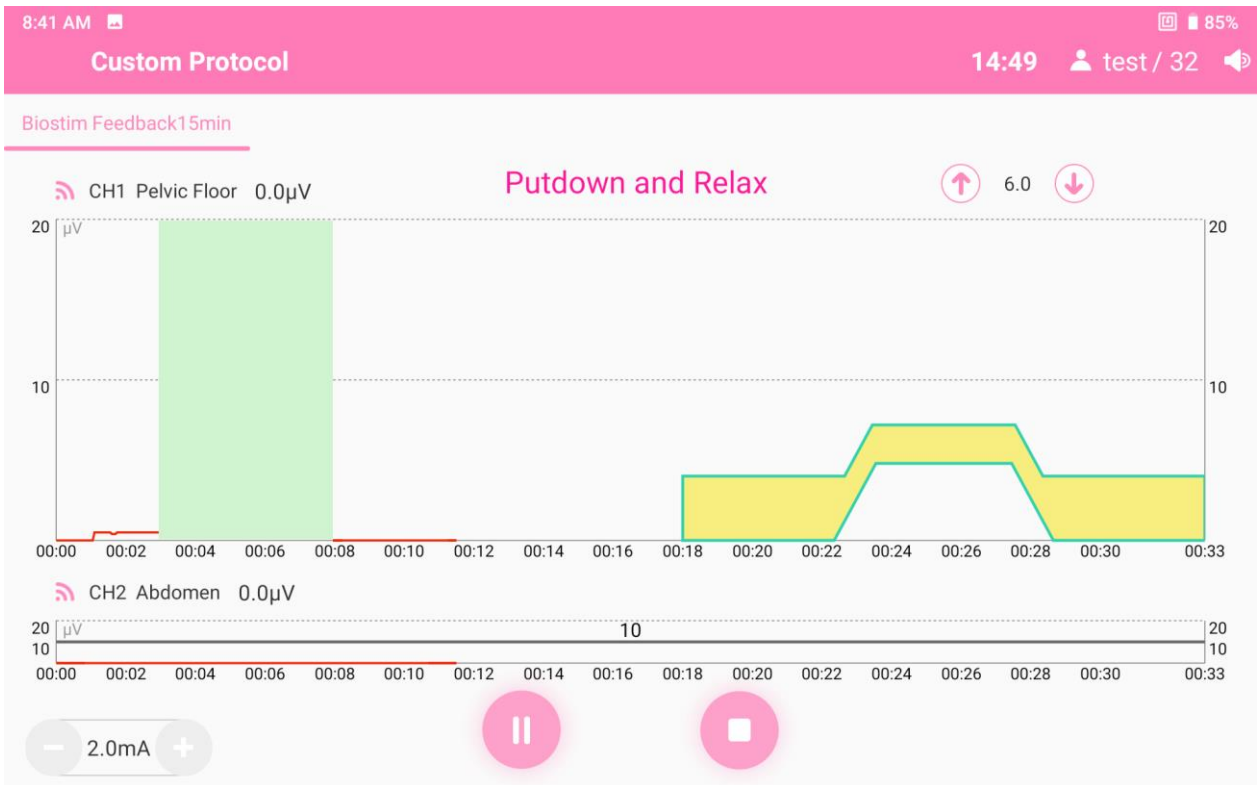 8:41 AM 85%
Custom Protocol 14:49 test / 32
Biostim Feedback15min
CH1 Pelvic Floor 0.0µV Putdown and Relax 6.0
20 µV 20
10 10
00:00 00:02 00:04 00:06 00:08 00:10 00:12 00:14 00:16 00:18 00:20 00:22 00:24 00:26 00:28 00:30 00:33
CH2 Abdomen 0.0µV
20 µV 10 20
10 10
00:00 00:02 00:04 00:06 00:08 00:10 00:12 00:14 00:16 00:18 00:20 00:22 00:24 00:26 00:28 00:30 00:33
− 2.0mA +